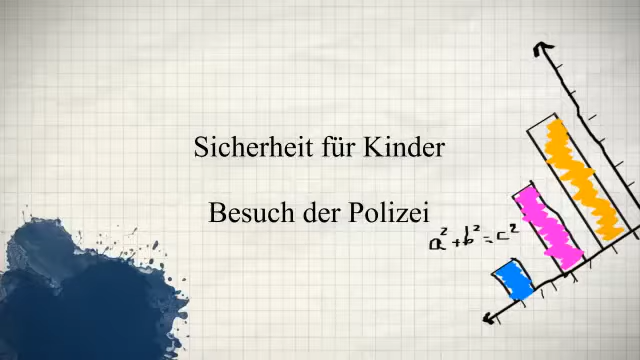 Sicherheit für Kinder
Besuch der Polizei
a² + b² = c²